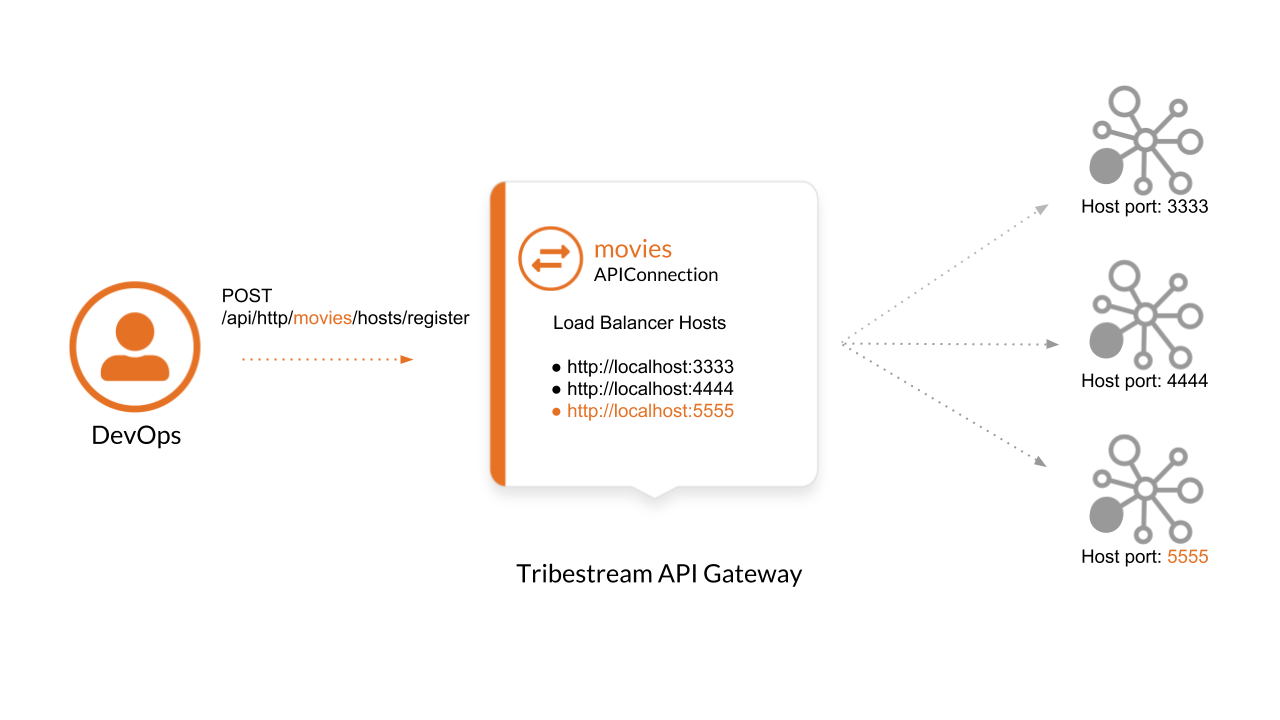 POST
/api/http/movies/hosts/register
DevOps
movies
APIConnection
Load Balancer Hosts
● http://localhost:3333
● http://localhost:4444
● http://localhost:5555
Tribestream API Gateway
Host port: 3333
Host port: 4444
Host port: 5555